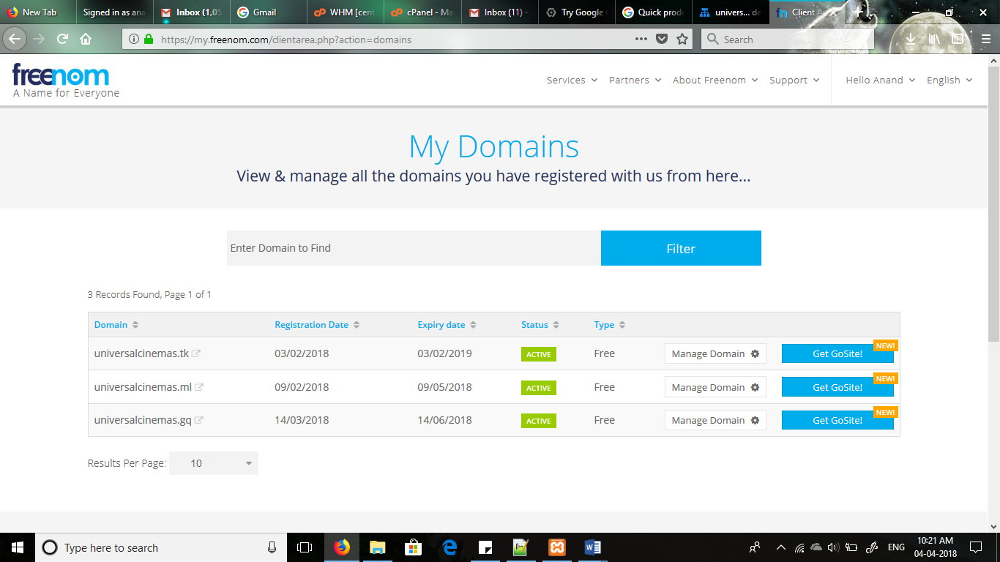 New Tab
Signed in as ana
Inbox (1,05
Gmail
WHM [cent
cPanel - Ma
Inbox (11) -
Try Google
Quick prod
univers... de
Client A
https://my.freenom.com/clientarea.php?action=domains
Search
freenom
A Name for Everyone
Services
Partners
About Freenom
Support
Hello Anand
English
My Domains
View & manage all the domains you have registered with us from here...
Enter Domain to Find
Filter
3 Records Found, Page 1 of 1
Domain Registration Date Expiry date Status Type
universalcinemas.tk 03/02/2018 03/02/2019 ACTIVE Free Manage Domain Get GoSite! NEW!
universalcinemas.ml 09/02/2018 09/05/2018 ACTIVE Free Manage Domain Get GoSite! NEW!
universalcinemas.gq 14/03/2018 14/06/2018 ACTIVE Free Manage Domain Get GoSite! NEW!
Results Per Page: 10
Type here to search
ENG
10:21 AM
04-04-2018